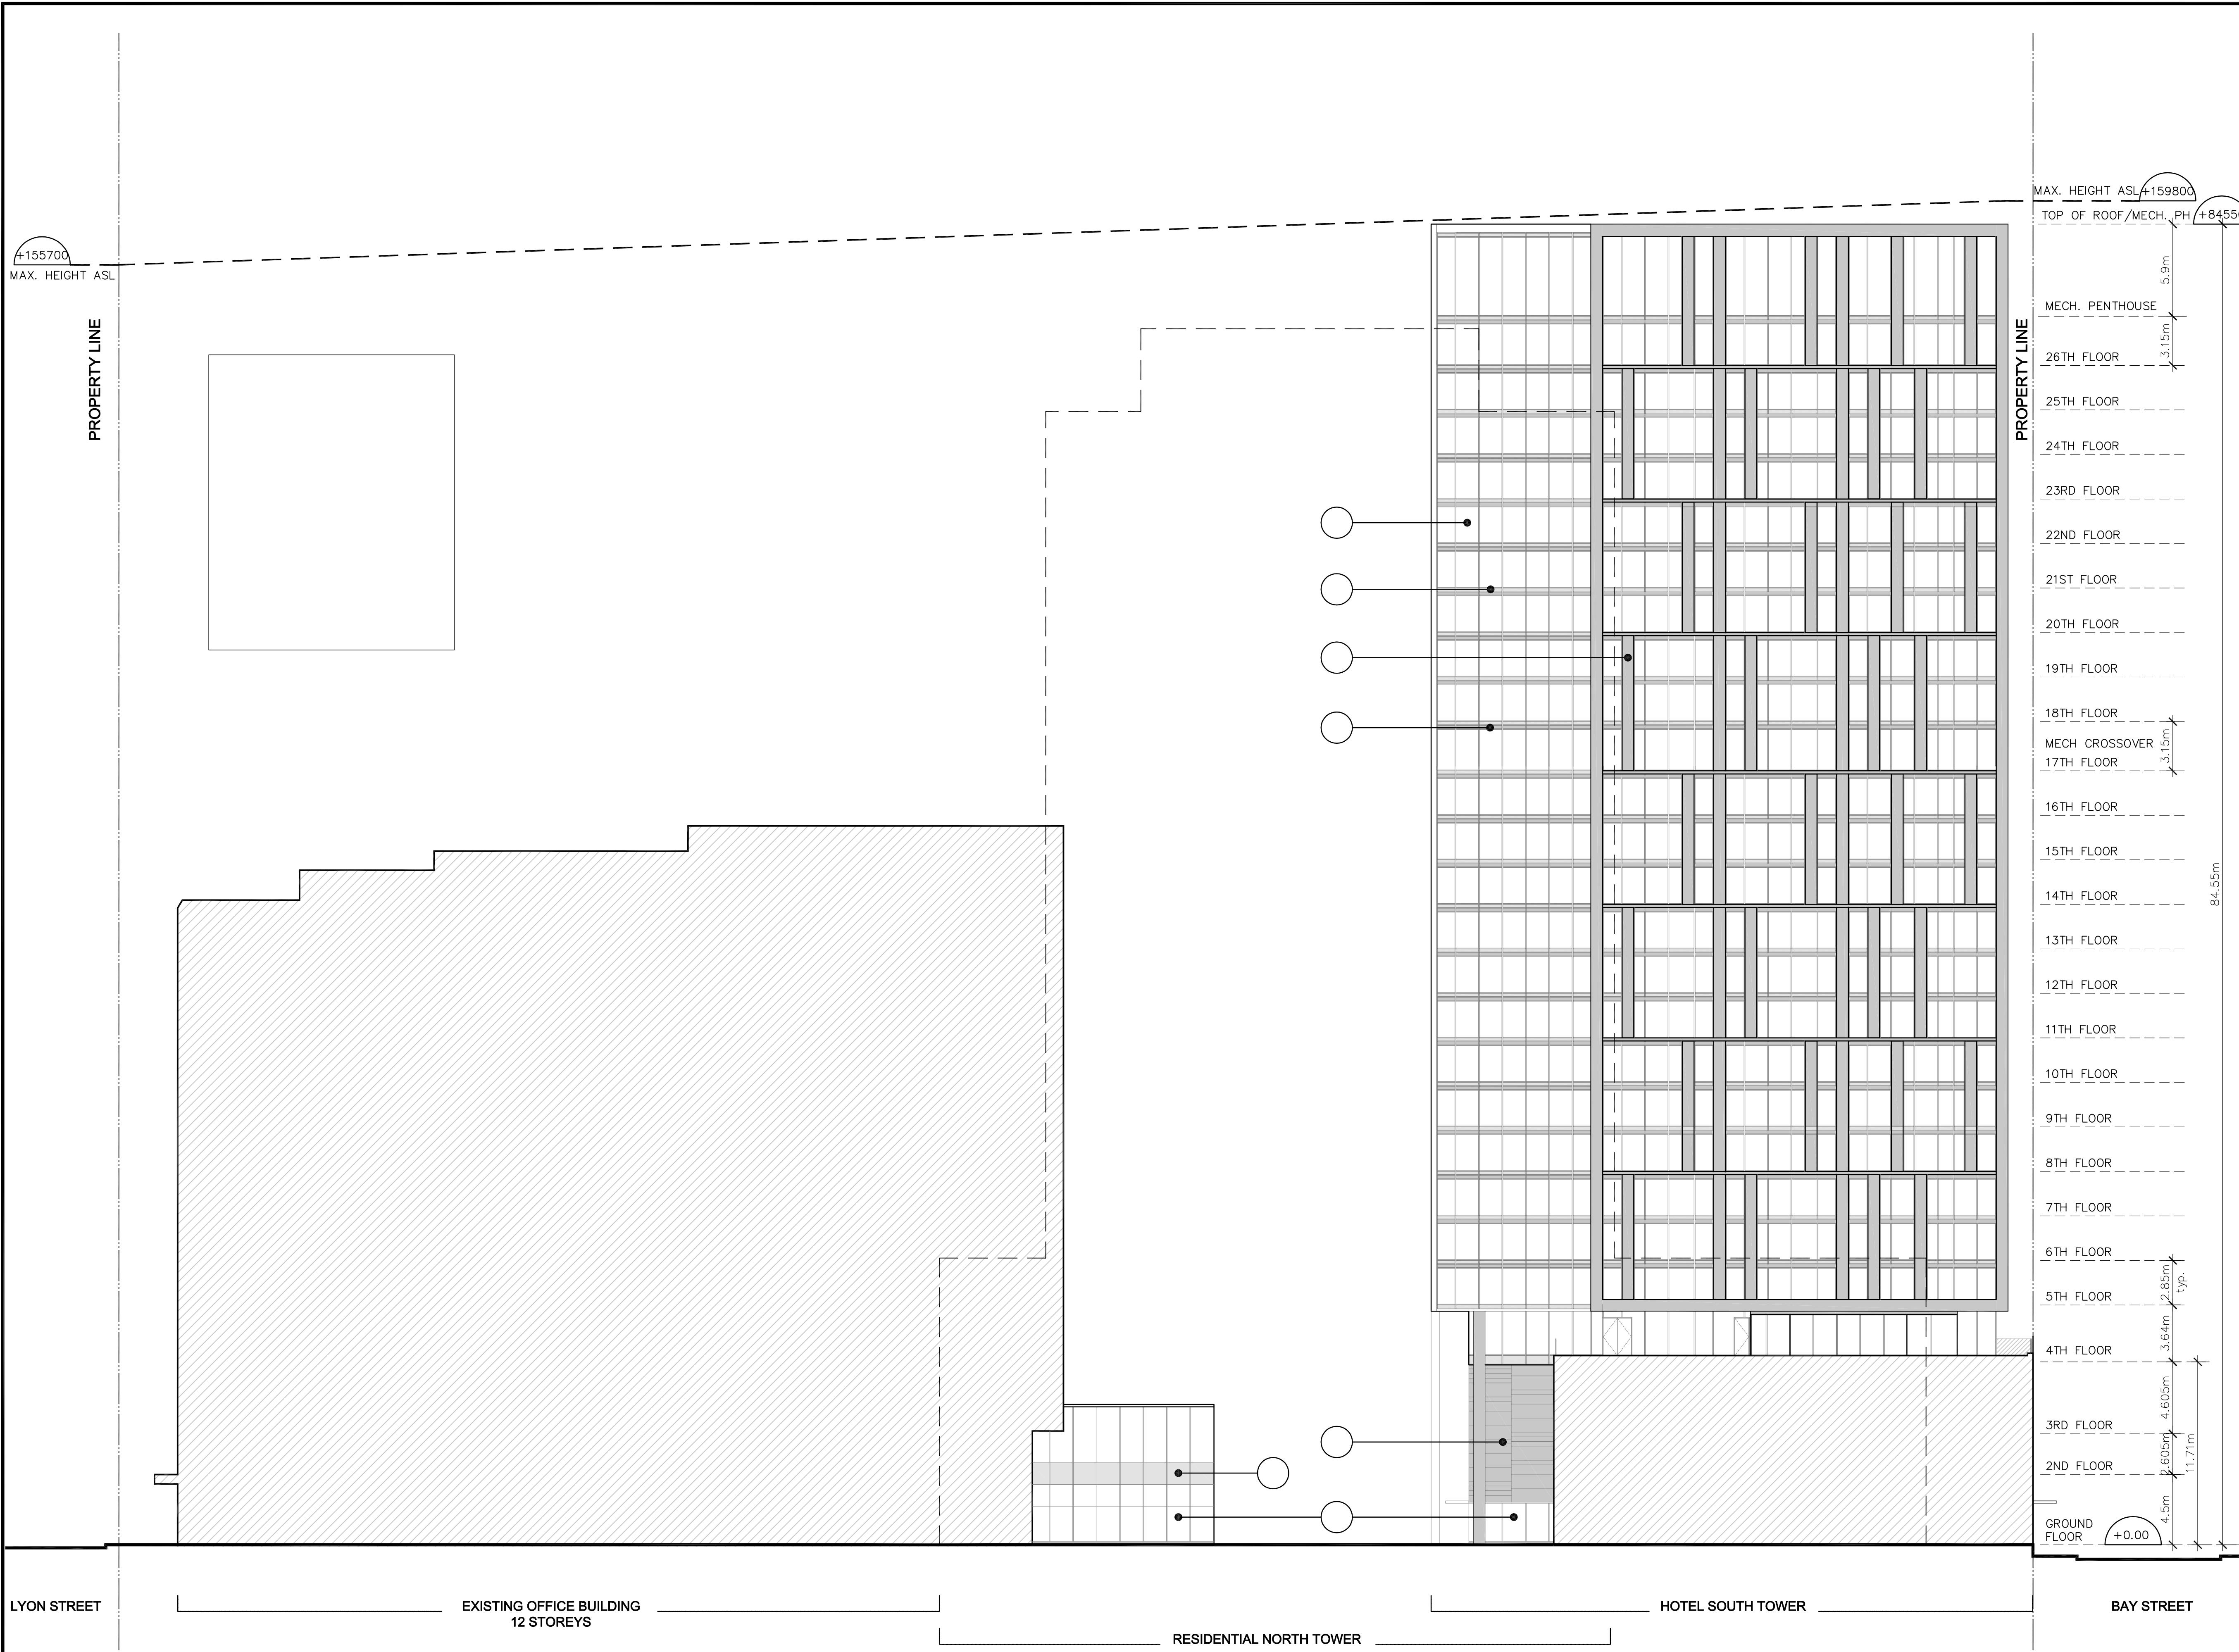 MAX. HEIGHT ASL +159800
TOP OF ROOF/MECH. PH
+155700
MAX. HEIGHT ASL
5.9m
MECH. PENTHOUSE
3.15m
26TH FLOOR
PROPERTY LINE
PROPERTY LINE
25TH FLOOR
24TH FLOOR
23RD FLOOR
22ND FLOOR
21ST FLOOR
20TH FLOOR
19TH FLOOR
18TH FLOOR
MECH CROSSOVER
3.15m
17TH FLOOR
16TH FLOOR
15TH FLOOR
14TH FLOOR
84.55m
13TH FLOOR
12TH FLOOR
11TH FLOOR
10TH FLOOR
9TH FLOOR
8TH FLOOR
7TH FLOOR
6TH FLOOR
2.85m
typ.
5TH FLOOR
3.64m
4TH FLOOR
4.605m
3RD FLOOR
2.605m
11.71m
2ND FLOOR
4.5m
GROUND
FLOOR
+0.00
LYON STREET
EXISTING OFFICE BUILDING
12 STOREYS
HOTEL SOUTH TOWER
BAY STREET
RESIDENTIAL NORTH TOWER